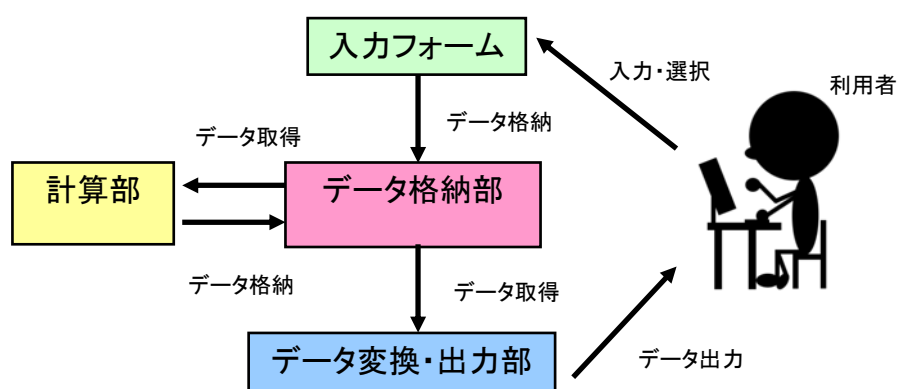 入力フォーム
入力・選択
利用者
データ格納
データ取得
計算部
データ格納部
データ格納
データ取得
データ変換・出力部
データ出力